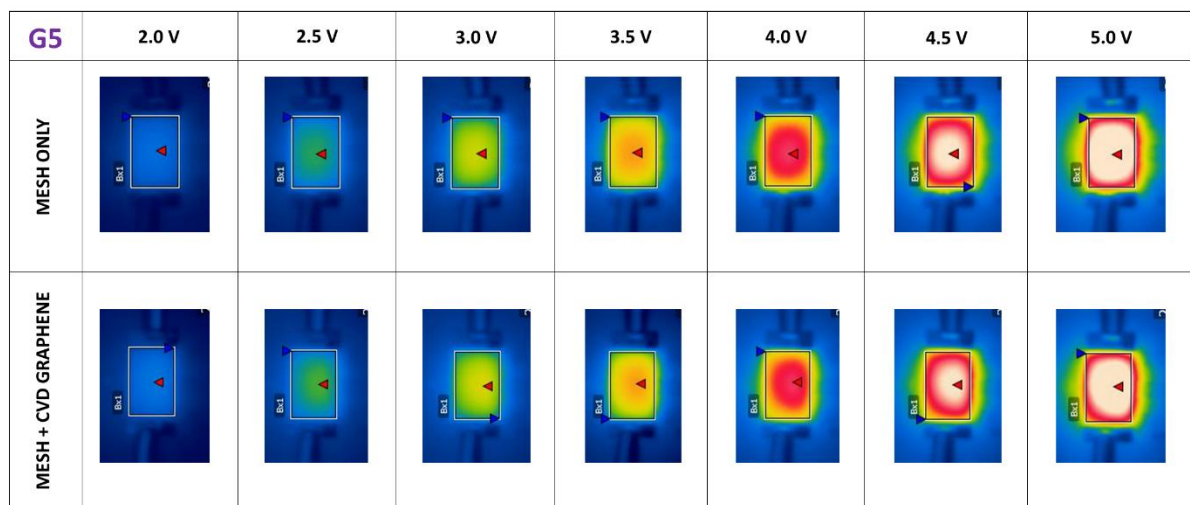 G5 2.0 V 2.5 V 3.0 V 3.5 V 4.0 V 4.5 V 5.0 V
MESH ONLY
Bx1 Bx1 Bx1 Bx1 Bx1 Bx1 Bx1
MESH + CVD GRAPHENE
Bx1 Bx1 Bx1 Bx1 Bx1 Bx1 Bx1